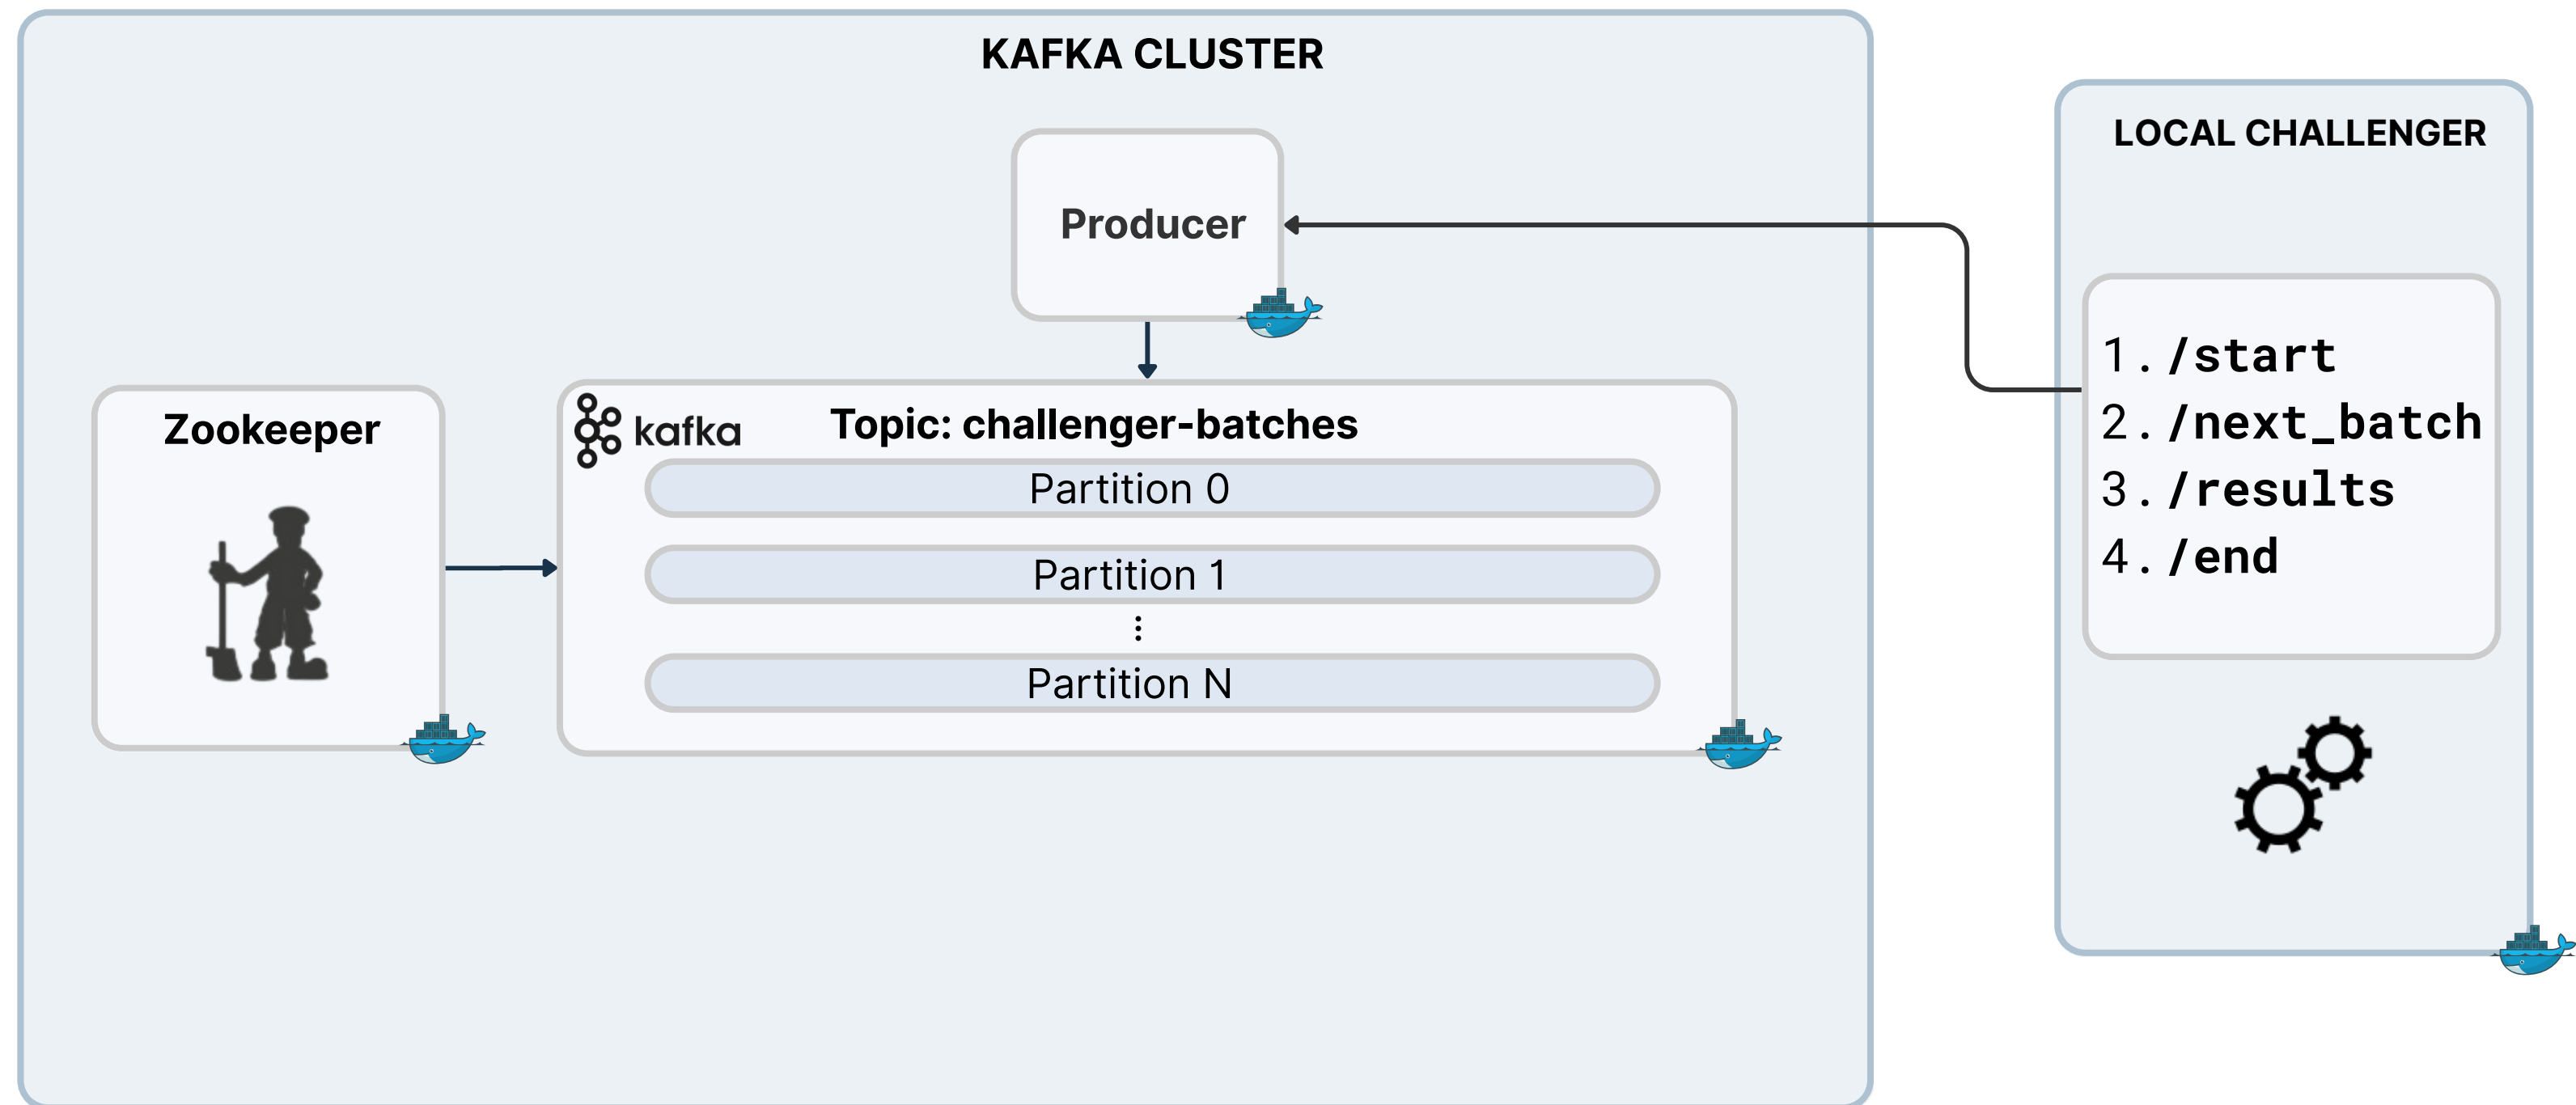 KAFKA CLUSTER
Producer
Zookeeper
kafka
Topic: challenger-batches
Partition 0
Partition 1
⋮
Partition N
LOCAL CHALLENGER
1. /start
2. /next_batch
3. /results
4. /end